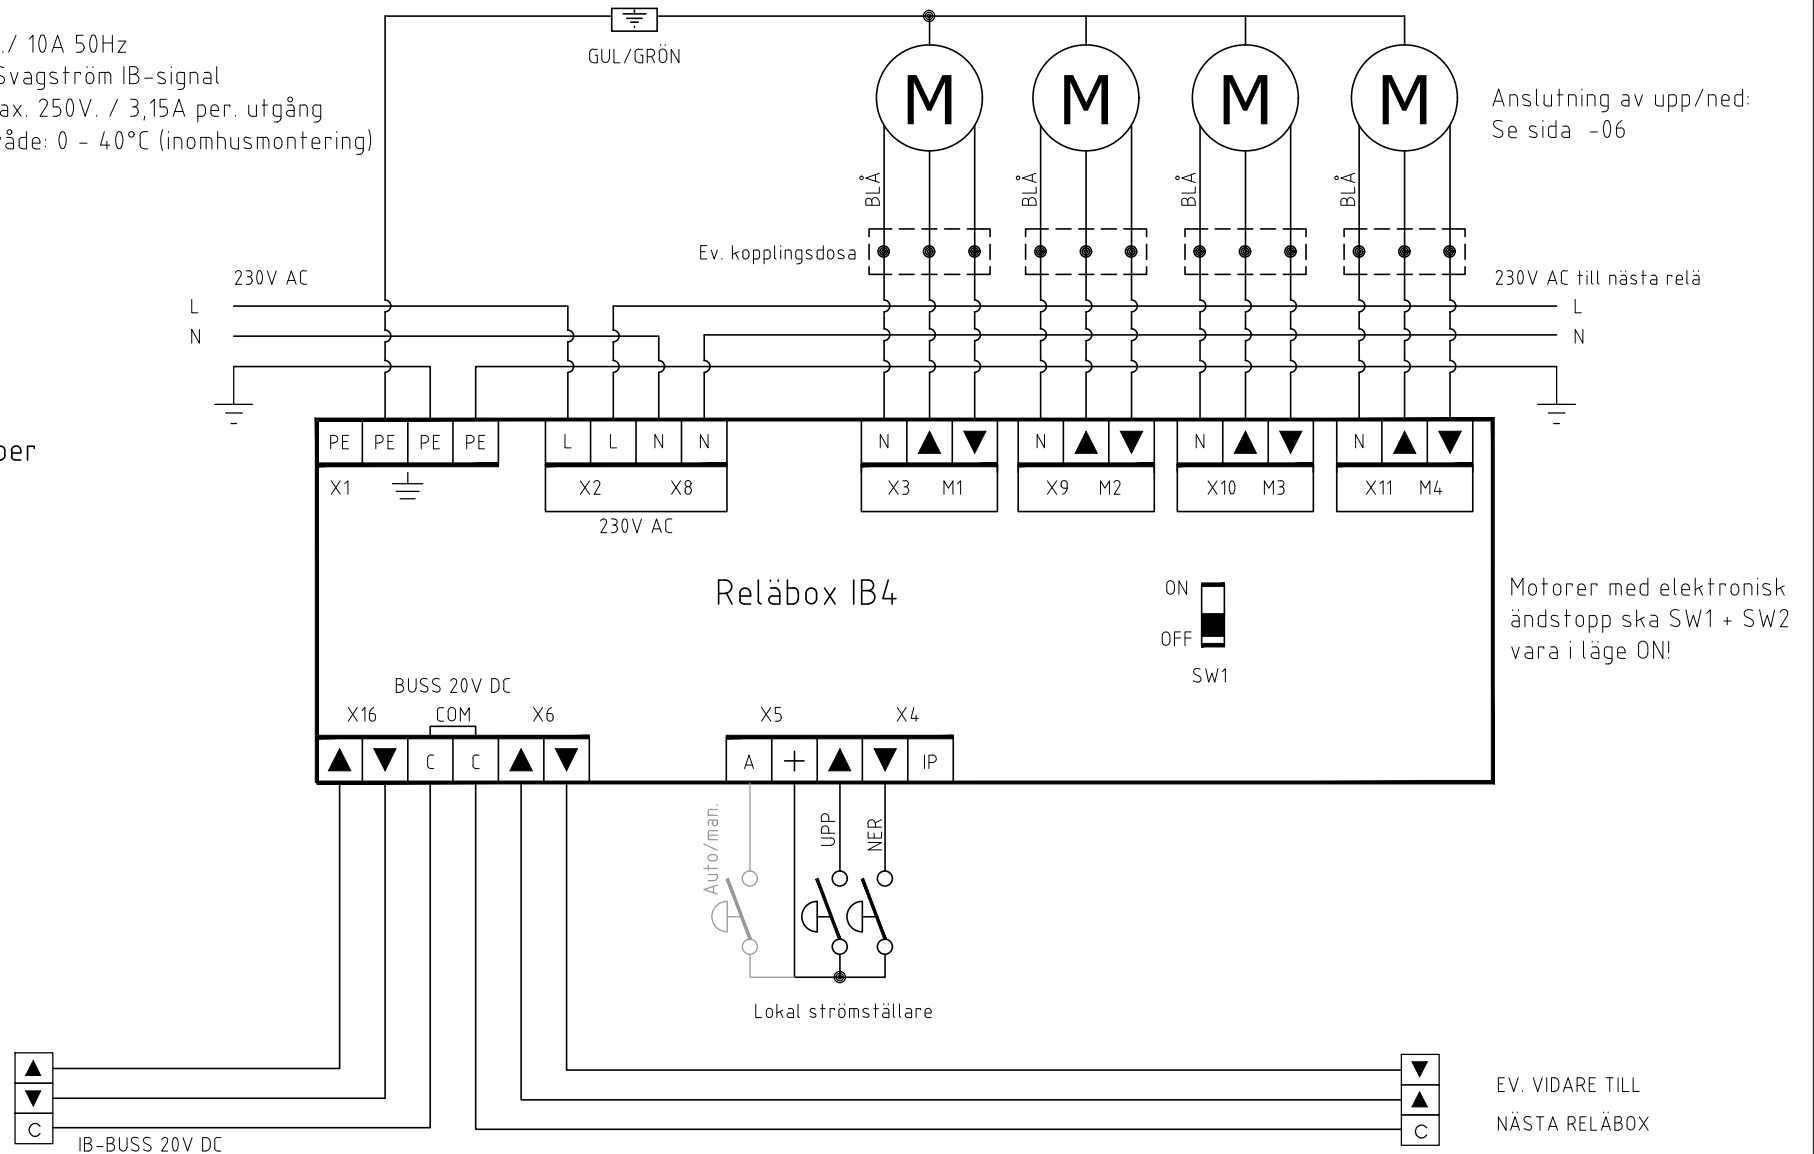 ./ 10A 50Hz
Svagström IB-signal
ax. 250V. / 3,15A per. utgång
åde: 0 - 40°C (inomhusmontering)
GUL/GRÖN
M M M M
Anslutning av upp/ned:
Se sida -06
BLÅ BLÅ BLÅ BLÅ
Ev. kopplingsdosa
230V AC
230V AC till nästa relä
L
L
N
N
ber
PE PE PE PE L L N N N ▲ ▼ N ▲ ▼ N ▲ ▼ N ▲ ▼
X1 X2 X8 X3 M1 X9 M2 X10 M3 X11 M4
230V AC
Reläbox IB4
ON
OFF
SW1
Motorer med elektronisk
ändstopp ska SW1 + SW2
vara i läge ON!
BUSS 20V DC
X16 COM X6 X5 X4
▲ ▼ C C ▲ ▼ A + ▲ ▼ IP
Auto/man.
UPP
NER
Lokal strömställare
▲
▼
C
IB-BUSS 20V DC
▼
▲
C
EV. VIDARE TILL
NÄSTA RELÄBOX